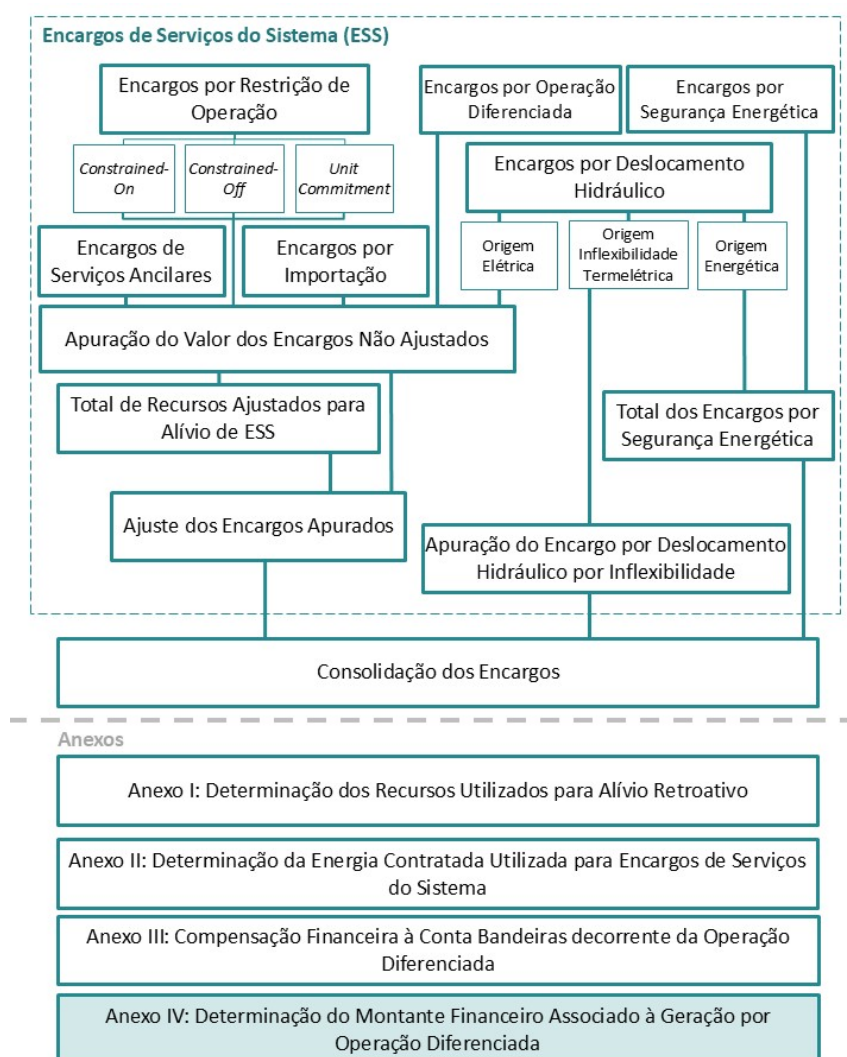 Encargos de Serviços do Sistema (ESS)
Encargos por Restrição de
Operação
Encargos por Operação
Diferenciada
Encargos por
Segurança Energética
Constrained-
On
Constrained-
Off
Unit
Commitment
Encargos por Deslocamento
Hidráulico
Encargos de
Serviços Ancilares
Encargos por
Importação
Origem
Elétrica
Origem
Inflexibilidade
Termelétrica
Origem
Energética
Apuração do Valor dos Encargos Não Ajustados
Total de Recursos Ajustados para
Alívio de ESS
Total dos Encargos por
Segurança Energética
Ajuste dos Encargos Apurados
Apuração do Encargo por Deslocamento
Hidráulico por Inflexibilidade
Consolidação dos Encargos
Anexos
Anexo I: Determinação dos Recursos Utilizados para Alívio Retroativo
Anexo II: Determinação da Energia Contratada Utilizada para Encargos de Serviços
do Sistema
Anexo III: Compensação Financeira à Conta Bandeiras decorrente da Operação
Diferenciada
Anexo IV: Determinação do Montante Financeiro Associado à Geração por
Operação Diferenciada